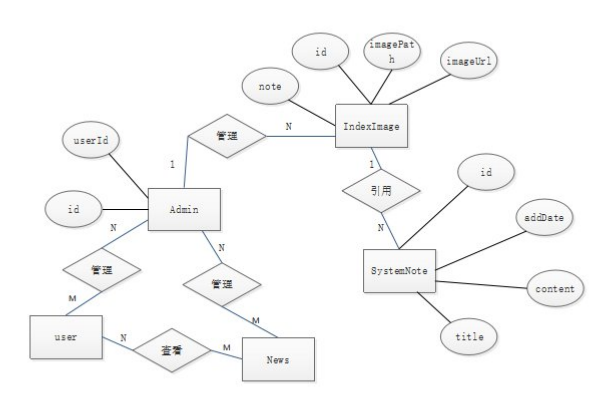 id
imagePat
h
imageUrl
note
IndexImage
管理
N
1
userId
id
Admin
1
引用
N
id
addDate
SystemNote
content
title
N
管理
M
N
管理
M
user
N
查看
M
News